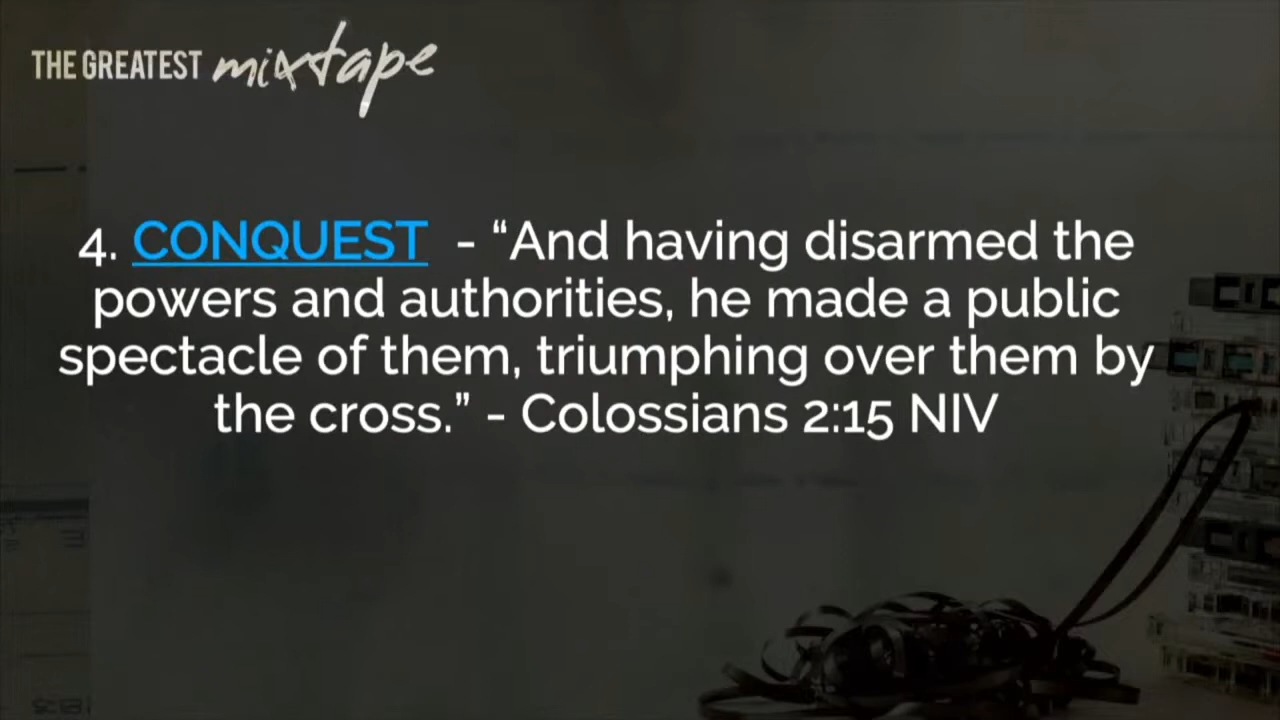 THE GREATEST mixtape
4. CONQUEST - “And having disarmed the
powers and authorities, he made a public
spectacle of them, triumphing over them by
the cross.” - Colossians 2:15 NIV